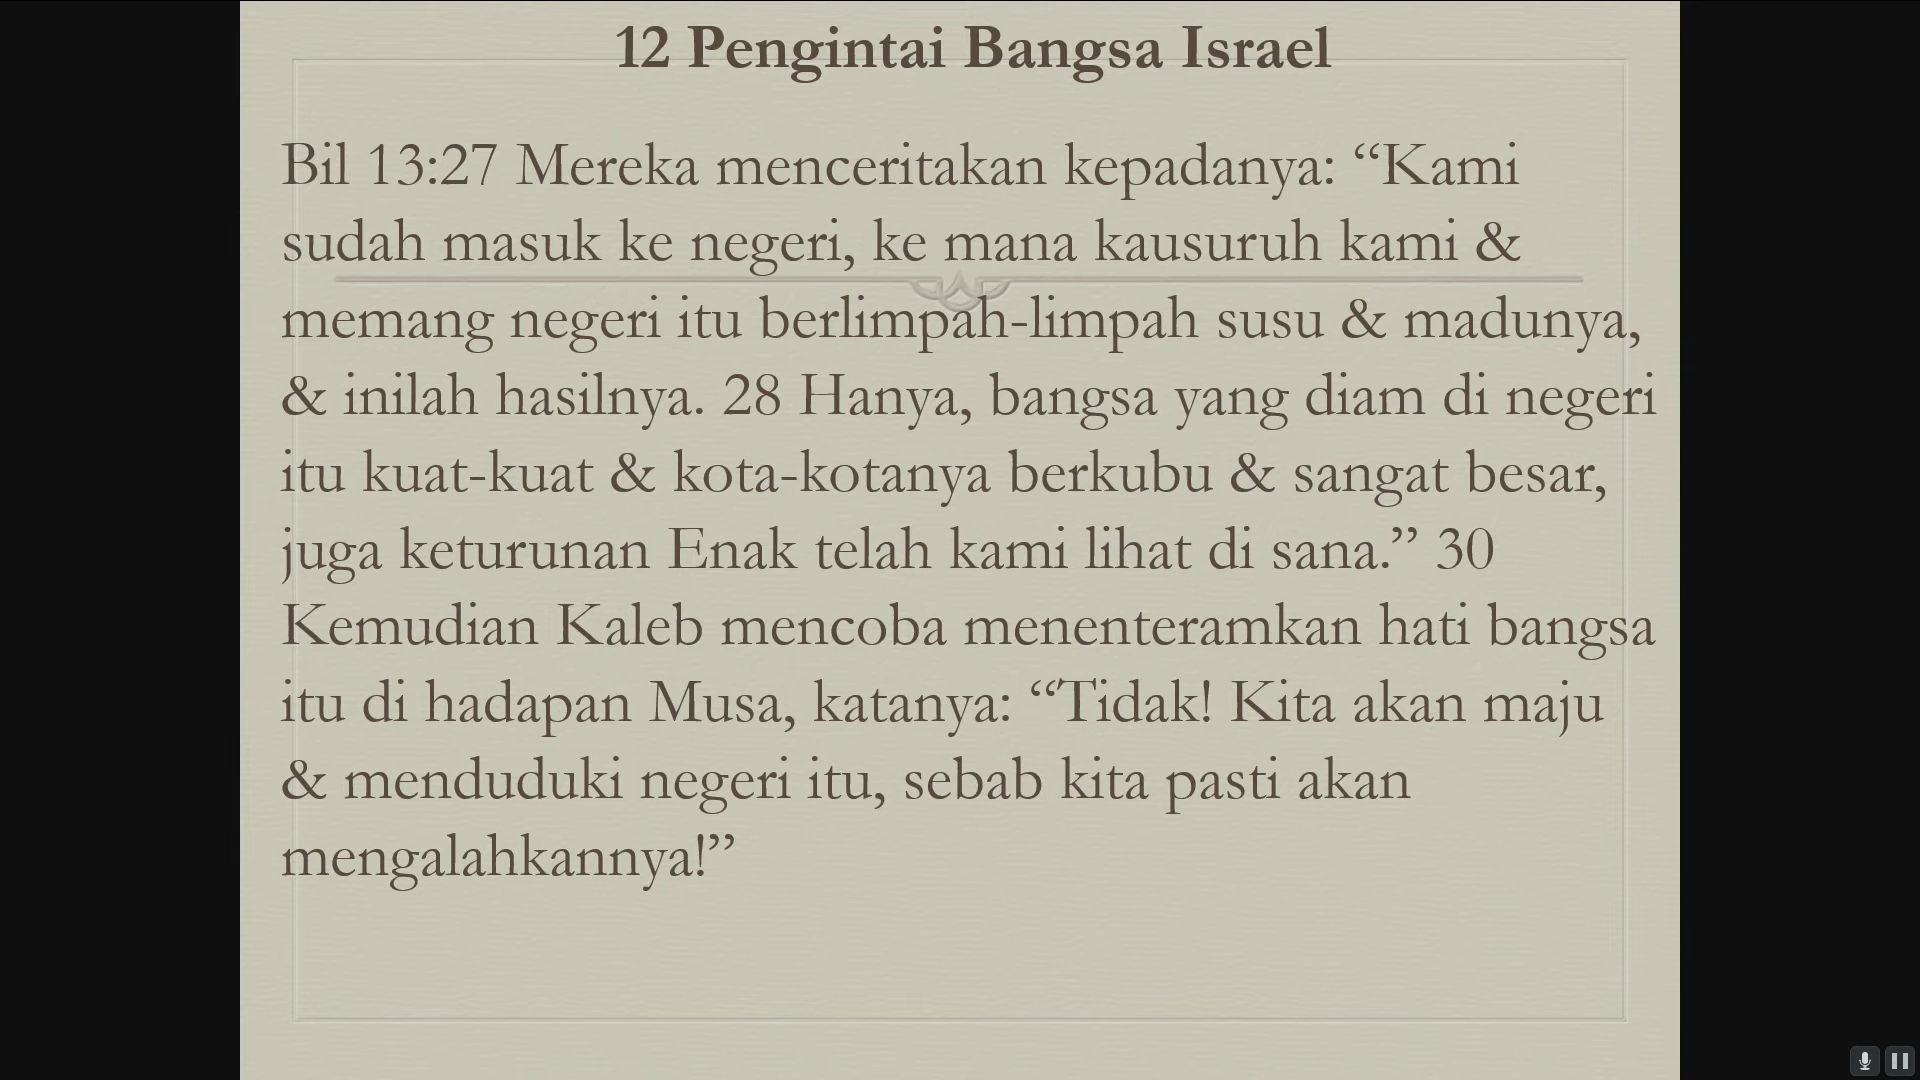 12 Pengintai Bangsa Israel
Bil 13:27 Mereka menceritakan kepadanya: “Kami
sudah masuk ke negeri, ke mana kausuruh kami &
memang negeri itu berlimpah-limpah susu & madunya,
& inilah hasilnya. 28 Hanya, bangsa yang diam di negeri
itu kuat-kuat & kota-kotanya berkubu & sangat besar,
juga keturunan Enak telah kami lihat di sana.” 30
Kemudian Kaleb mencoba menenteramkan hati bangsa
itu di hadapan Musa, katanya: “Tidak! Kita akan maju
& menduduki negeri itu, sebab kita pasti akan
mengalahkannya!”